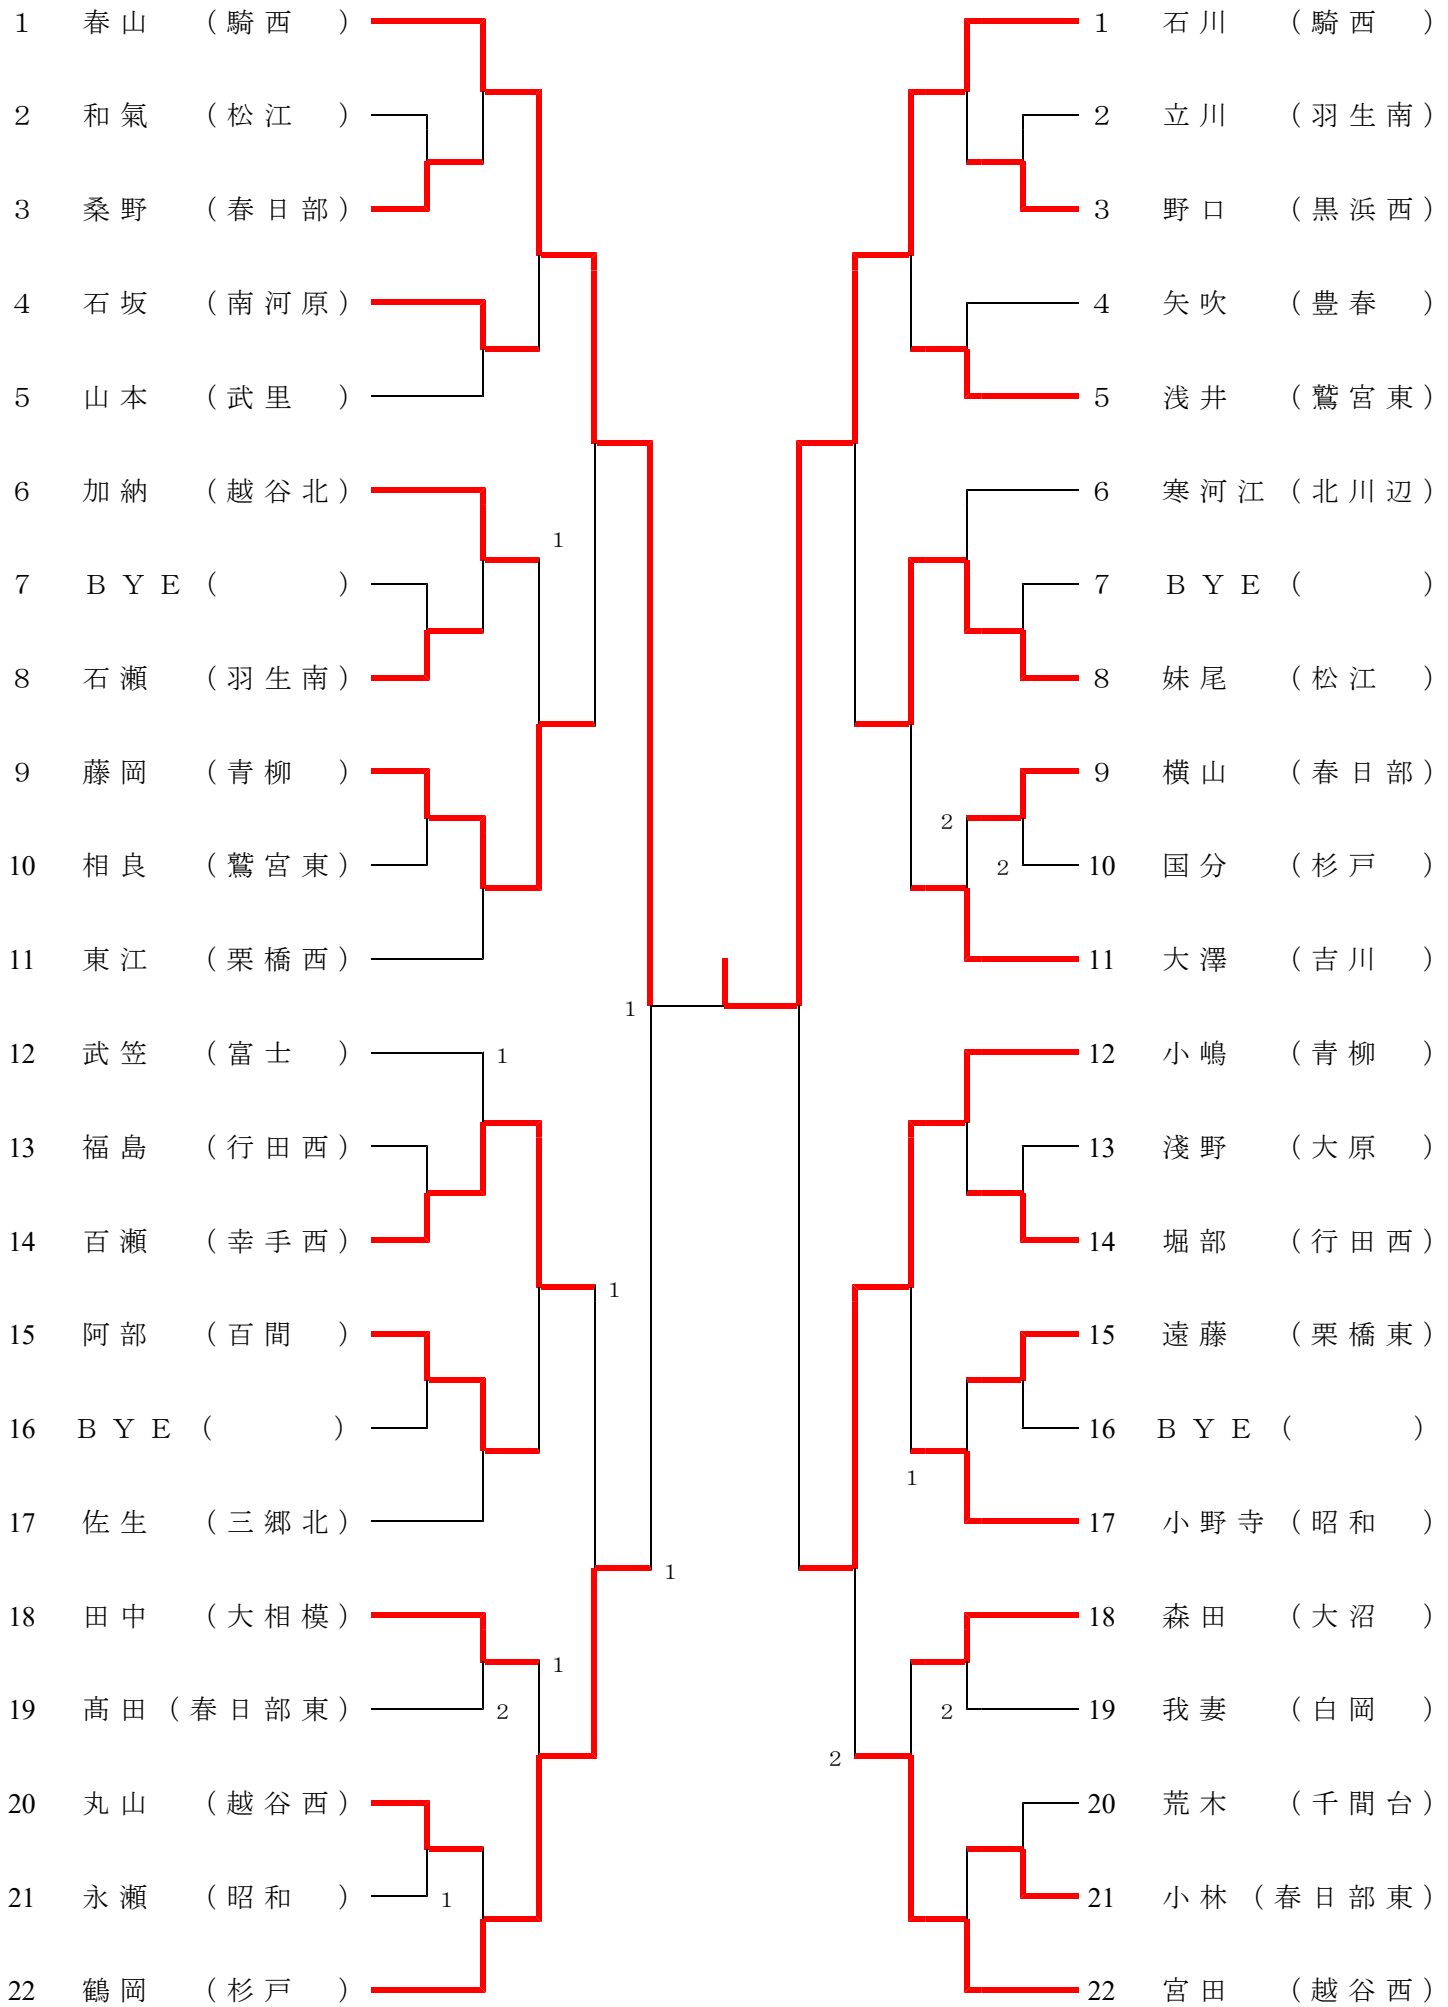 1 春山 （騎西 ）
2 和氣 （松江 ）
3 桑野 （春日部）
4 石坂 （南河原）
5 山本 （武里 ）
6 加納 （越谷北）
1
7 ＢＹＥ（ ）
8 石瀬 （羽生南）
9 藤岡 （青柳 ）
10 相良 （鷲宮東）
11 東江 （栗橋西）
1
12 武笠 （富士 ）
1
13 福島 （行田西）
14 百瀬 （幸手西）
1
15 阿部 （百間 ）
16 ＢＹＥ（ ）
17 佐生 （三郷北）
1
18 田中 （大相模）
1
19 髙田（春日部東）
2
20 丸山 （越谷西）
21 永瀬 （昭和 ）
1
22 鶴岡 （杉戸 ）
1 石川 （騎西 ）
2 立川 （羽生南）
3 野口 （黒浜西）
4 矢吹 （豊春 ）
5 浅井 （鷲宮東）
6 寒河江（北川辺）
7 ＢＹＥ（ ）
8 妹尾 （松江 ）
9 横山 （春日部）
2
2
10 国分 （杉戸 ）
11 大澤 （吉川 ）
12 小嶋 （青柳 ）
13 淺野 （大原 ）
14 堀部 （行田西）
15 遠藤 （栗橋東）
16 ＢＹＥ（ ）
1
17 小野寺（昭和 ）
18 森田 （大沼 ）
2
19 我妻 （白岡 ）
2
20 荒木 （千間台）
21 小林（春日部東）
22 宮田 （越谷西）